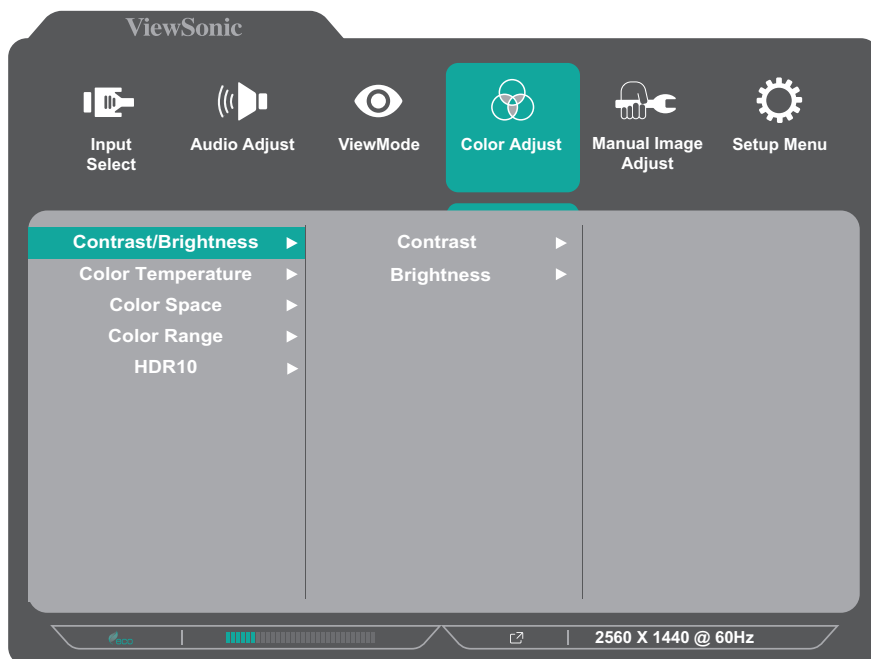 ViewSonic
Input
Select
Audio Adjust
ViewMode
Color Adjust
Manual Image
Adjust
Setup Menu
Contrast/Brightness
Color Temperature
Color Space
Color Range
HDR10
Contrast
Brightness
eco
2560 X 1440 @ 60Hz